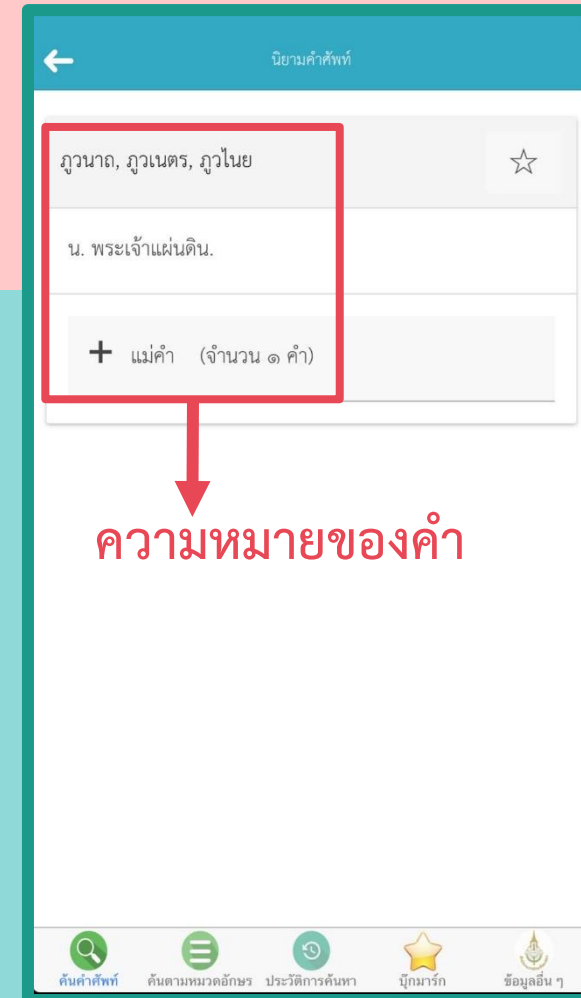 นิยามคำศัพท์
ภูวนาถ, ภูวเนตร, ภูวไนย
น. พระเจ้าแผ่นดิน.
แม่คำ (จำนวน ๑ คำ)
ความหมายของคำ
ค้นคำศัพท์ ค้นตามหมวดอักษร ประวัติการค้นหา บุ๊กมาร์ก ข้อมูลอื่น ๆ